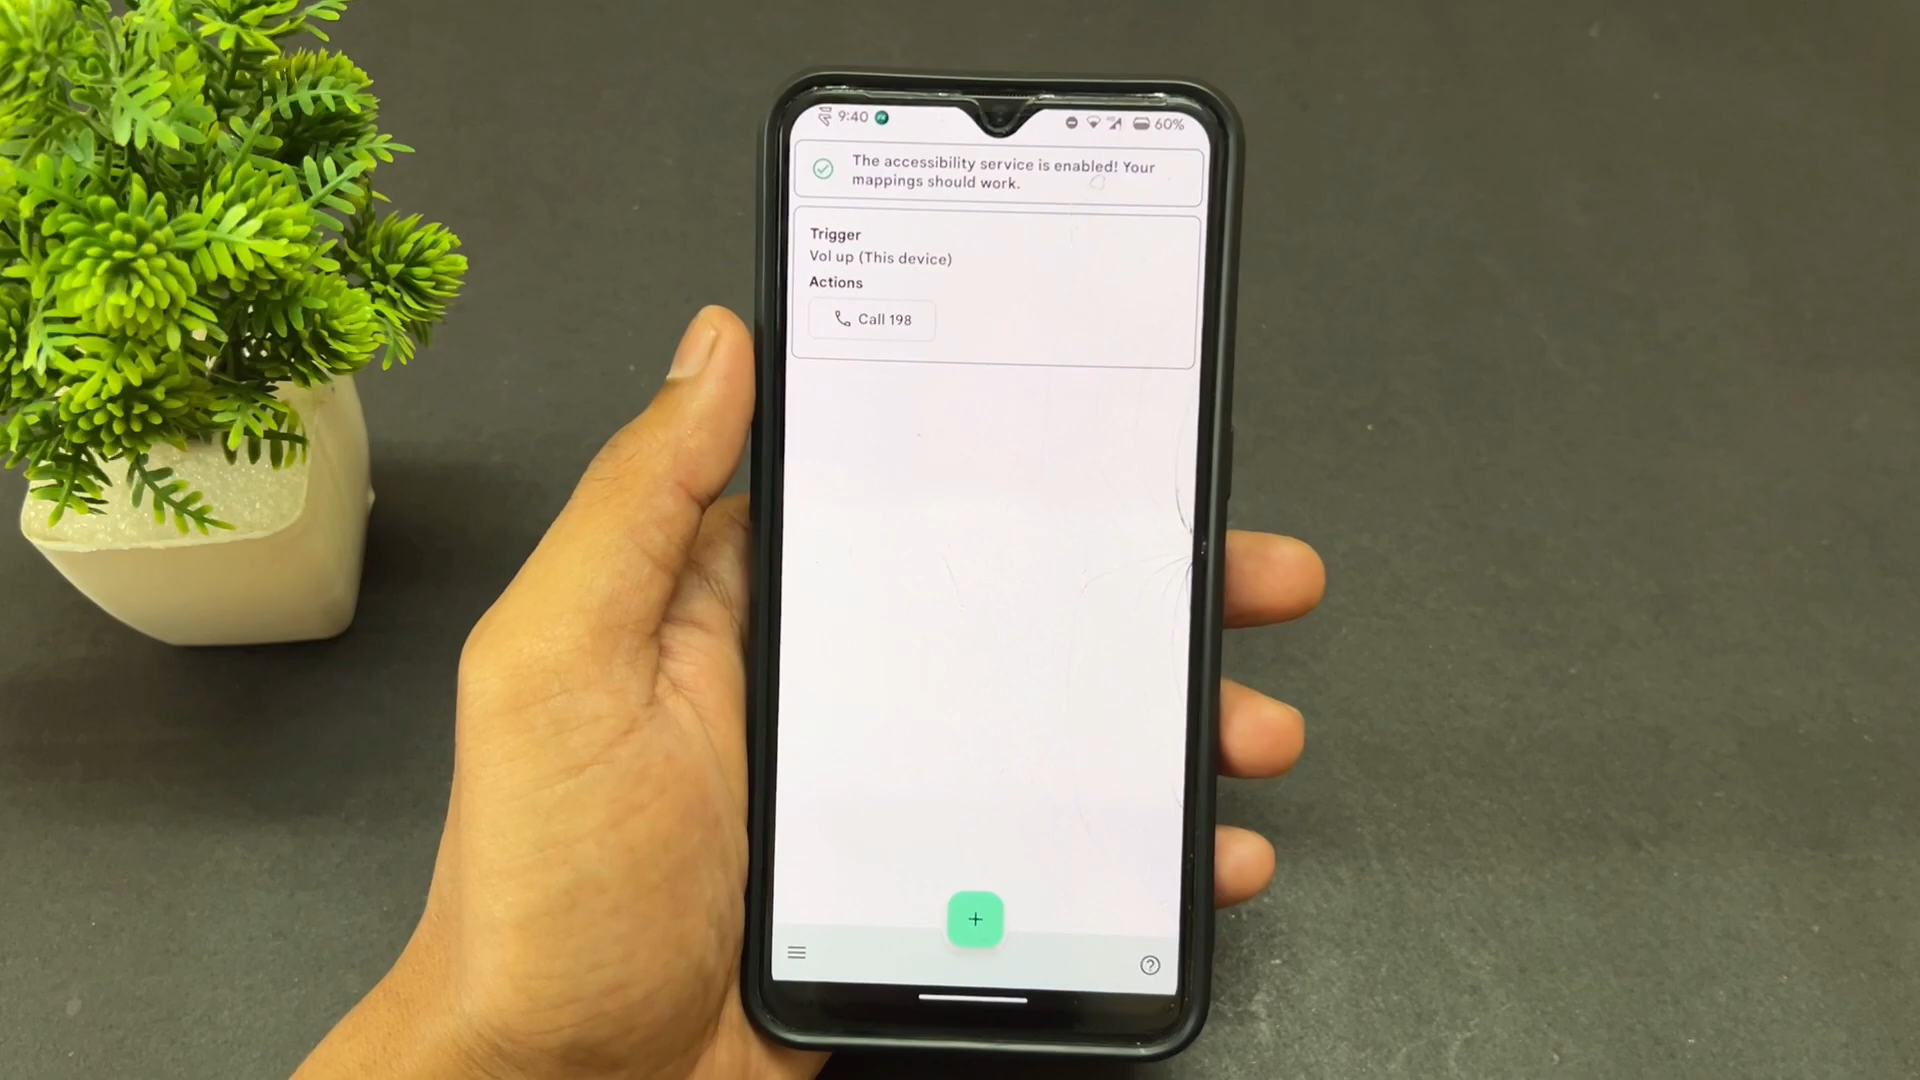 9:40
60%
The accessibility service is enabled! Your
mappings should work.
Trigger
Vol up (This device)
Actions
Call 198
+
?